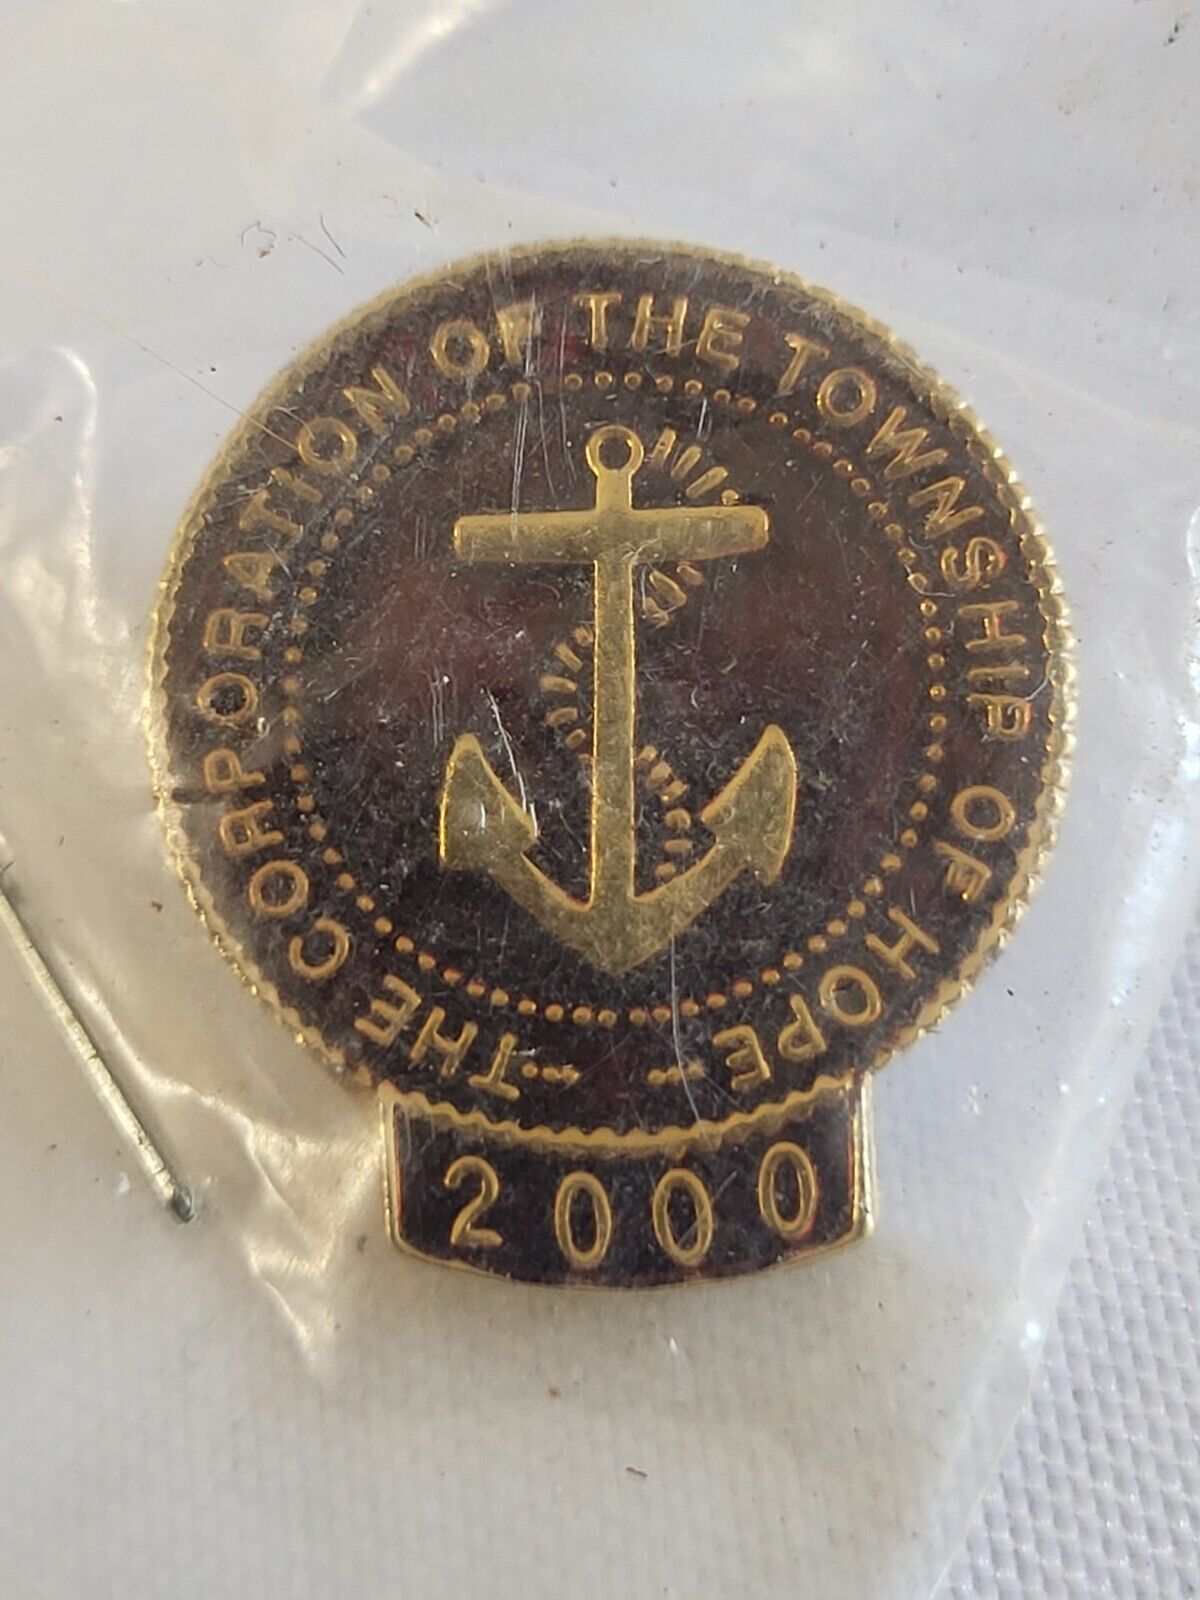 THE CORPORATION OF THE TOWNSHIP OF HOPE
2000